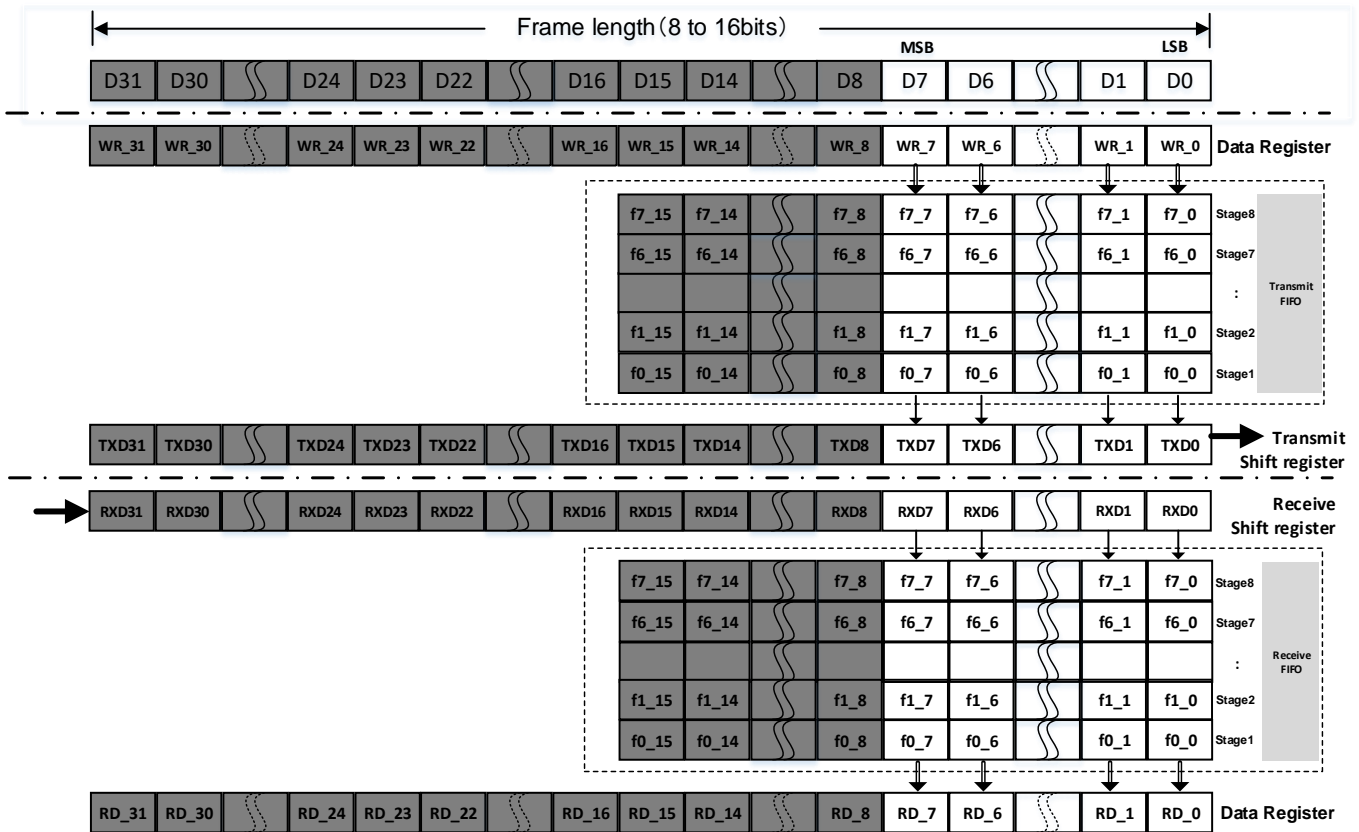 Frame length(8 to 16bits)
MSB LSB
D31 D30 D24 D23 D22 D16 D15 D14 D8 D7 D6 D1 D0
WR_31 WR_30 WR_24 WR_23 WR_22 WR_16 WR_15 WR_14 WR_8 WR_7 WR_6 WR_1 WR_0 Data Register
f7_15 f7_14 f7_8 f7_7 f7_6 f7_1 f7_0 Stage8
f6_15 f6_14 f6_8 f6_7 f6_6 f6_1 f6_0 Stage7
: Transmit
FIFO
f1_15 f1_14 f1_8 f1_7 f1_6 f1_1 f1_0 Stage2
f0_15 f0_14 f0_8 f0_7 f0_6 f0_1 f0_0 Stage1
TXD31 TXD30 TXD24 TXD23 TXD22 TXD16 TXD15 TXD14 TXD8 TXD7 TXD6 TXD1 TXD0 Transmit
Shift register
RXD31 RXD30 RXD24 RXD23 RXD22 RXD16 RXD15 RXD14 RXD8 RXD7 RXD6 RXD1 RXD0 Receive
Shift register
f7_15 f7_14 f7_8 f7_7 f7_6 f7_1 f7_0 Stage8
f6_15 f6_14 f6_8 f6_7 f6_6 f6_1 f6_0 Stage7
: Receive
FIFO
f1_15 f1_14 f1_8 f1_7 f1_6 f1_1 f1_0 Stage2
f0_15 f0_14 f0_8 f0_7 f0_6 f0_1 f0_0 Stage1
RD_31 RD_30 RD_24 RD_23 RD_22 RD_16 RD_15 RD_14 RD_8 RD_7 RD_6 RD_1 RD_0 Data Register